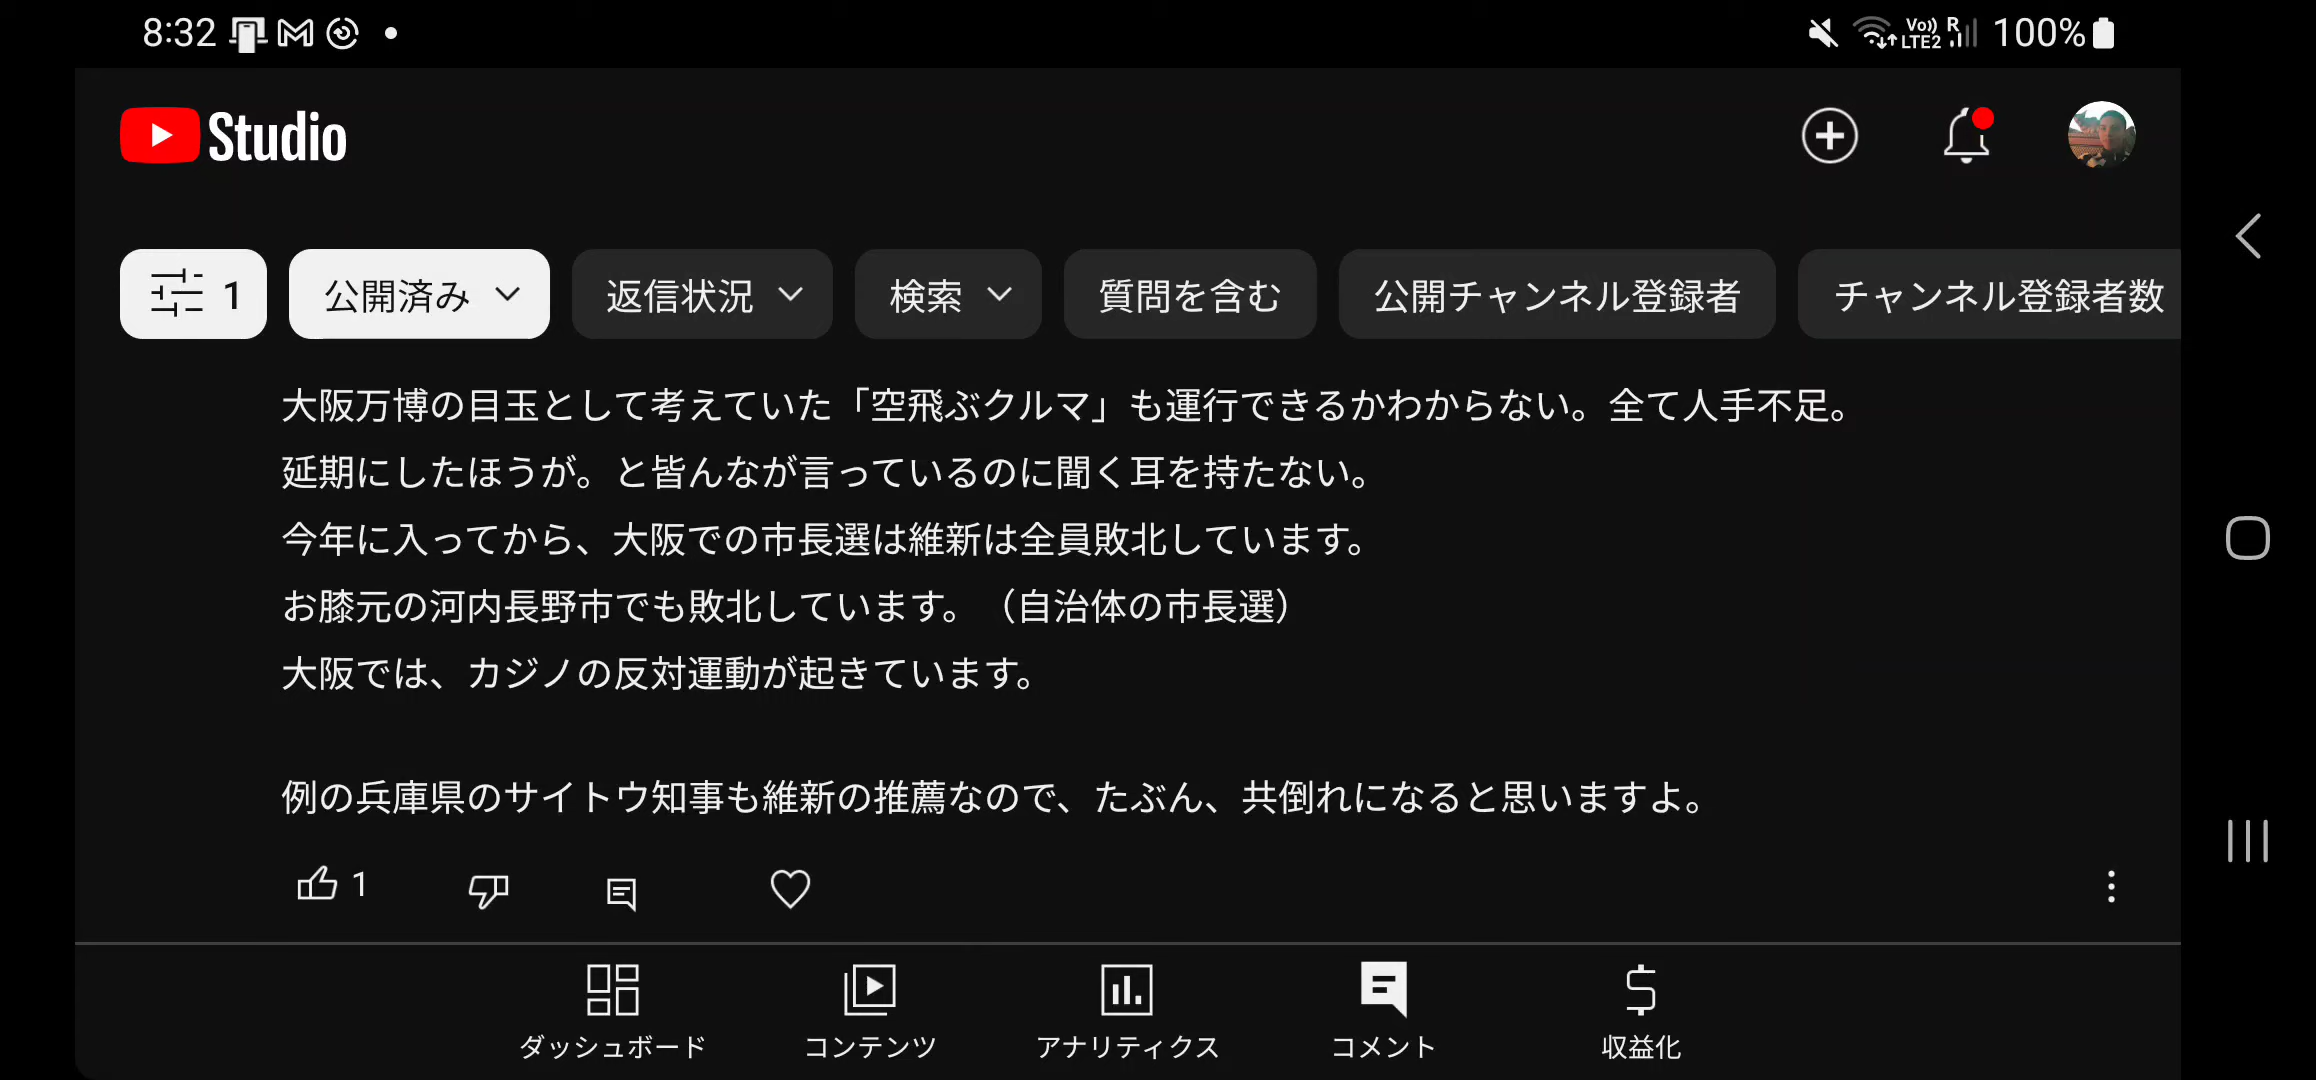 8:32
Vo)) LTE2 R 100%
Studio
1 公開済み 返信状況 検索 質問を含む 公開チャンネル登録者 チャンネル登録者数
大阪万博の目玉として考えていた「空飛ぶクルマ」も運行できるかわからない。全て人手不足。
延期にしたほうが。と皆んなが言っているのに聞く耳を持たない。
今年に入ってから、大阪での市長選は維新は全員敗北しています。
お膝元の河内長野市でも敗北しています。（自治体の市長選）
大阪では、カジノの反対運動が起きています。
例の兵庫県のサイトウ知事も維新の推薦なので、たぶん、共倒れになると思いますよ。
1
ダッシュボード コンテンツ アナリティクス コメント 収益化